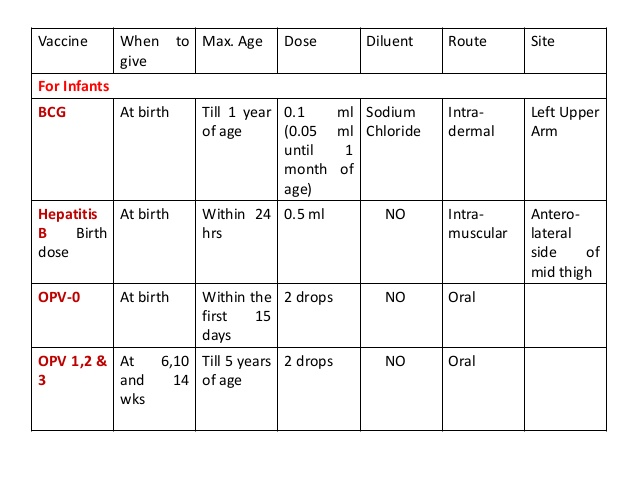 Vaccine When to give Max. Age Dose Diluent Route Site
For Infants
BCG At birth Till 1 year of age 0.1 ml (0.05 ml until 1 month of age) Sodium Chloride Intra-dermal Left Upper Arm
Hepatitis B Birth dose At birth Within 24 hrs 0.5 ml NO Intra-muscular Antero-lateral side of mid thigh
OPV-0 At birth Within the first 15 days 2 drops NO Oral
OPV 1,2 & 3 At 6,10 and 14 wks Till 5 years of age 2 drops NO Oral